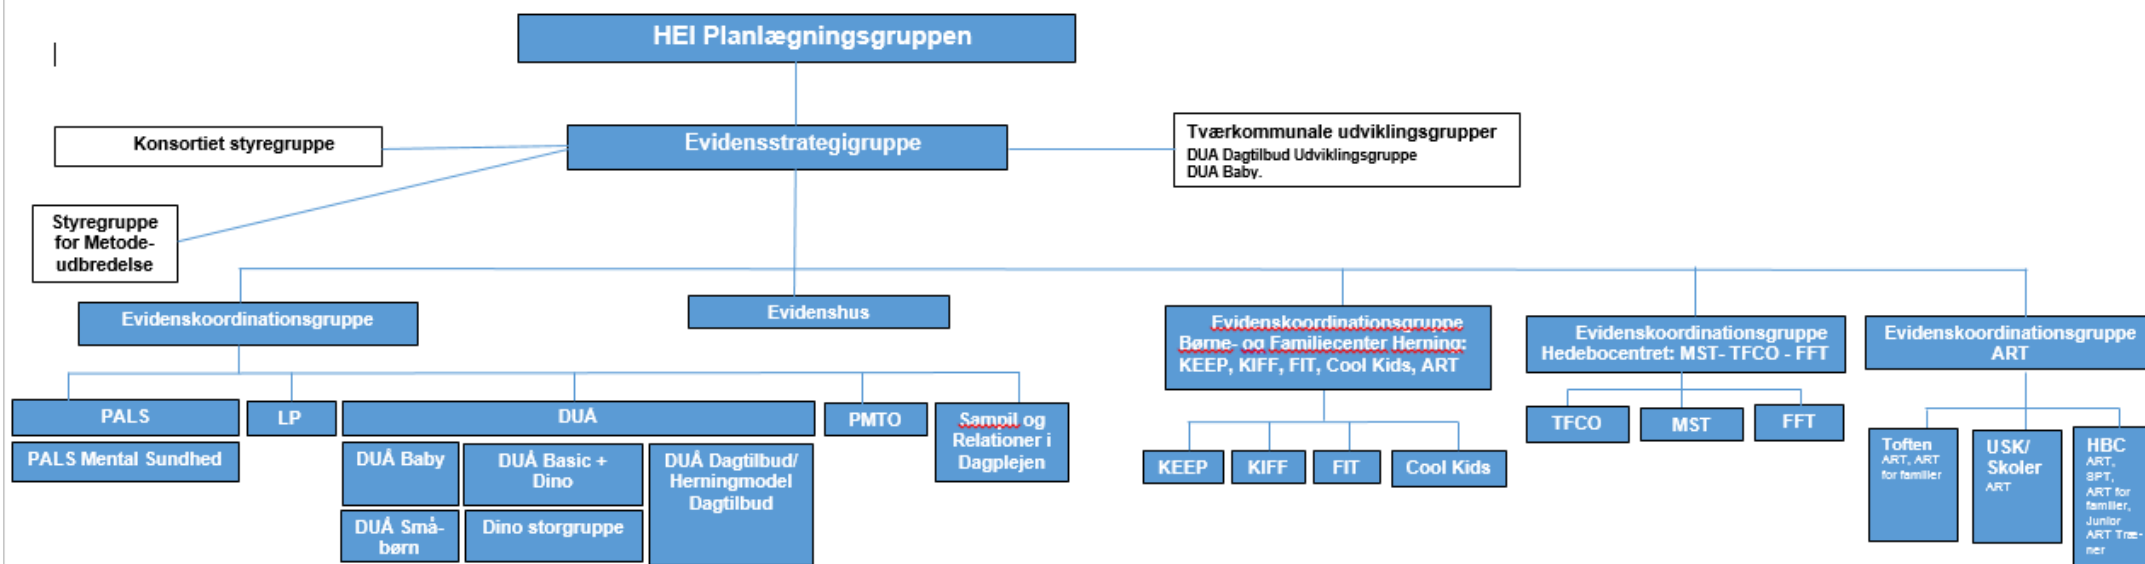 HEI Planlægningsgruppen
Konsortiet styregruppe
Evidensstrategigruppe
Tværkommunale udviklingsgrupper
DUA Dagtilbud Udviklingsgruppe
DUA Baby.
Styregruppe
for Metode-
udbredelse
Evidenskoordinationsgruppe
Evidenshus
Evidenskoordinationsgruppe
Børne- og Familiecenter Herning:
KEEP, KIFF, FIT, Cool Kids, ART
Evidenskoordinationsgruppe
Hedebocentret: MST- TFCO - FFT
Evidenskoordinationsgruppe
ART
PALS
PALS Mental Sundhed
LP
DUÅ
DUÅ Baby
DUÅ Små-
børn
DUÅ Basic +
Dino
Dino storgruppe
DUÅ Dagtilbud/
Herningmodel
Dagtilbud
PMTO
Sampil og
Relationer i
Dagplejen
KEEP
KIFF
FIT
Cool Kids
TFCO
MST
FFT
Toften
ART, ART
for familier
USK/
Skoler
ART
HBC
ART,
SPT,
ART for
familier,
Junior
ART Træ-
ner